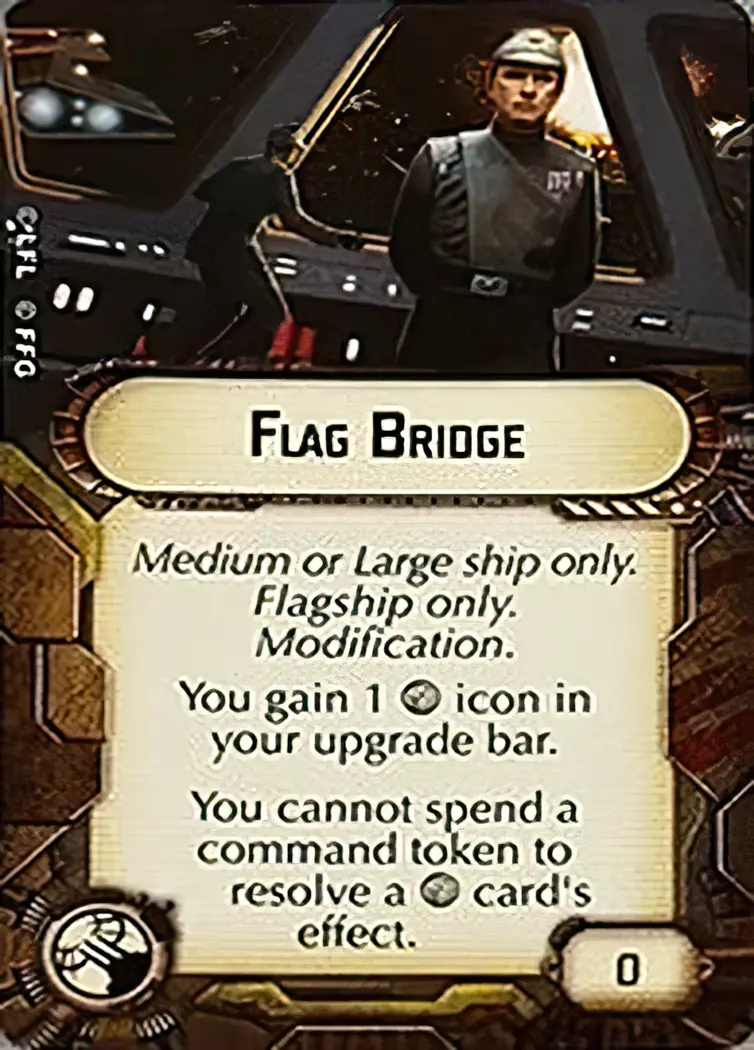 LFL FFG
Flag Bridge
Medium or Large ship only.
Flagship only.
Modification.
You gain 1 icon in
your upgrade bar.
You cannot spend a
command token to
resolve a card's
effect.
0